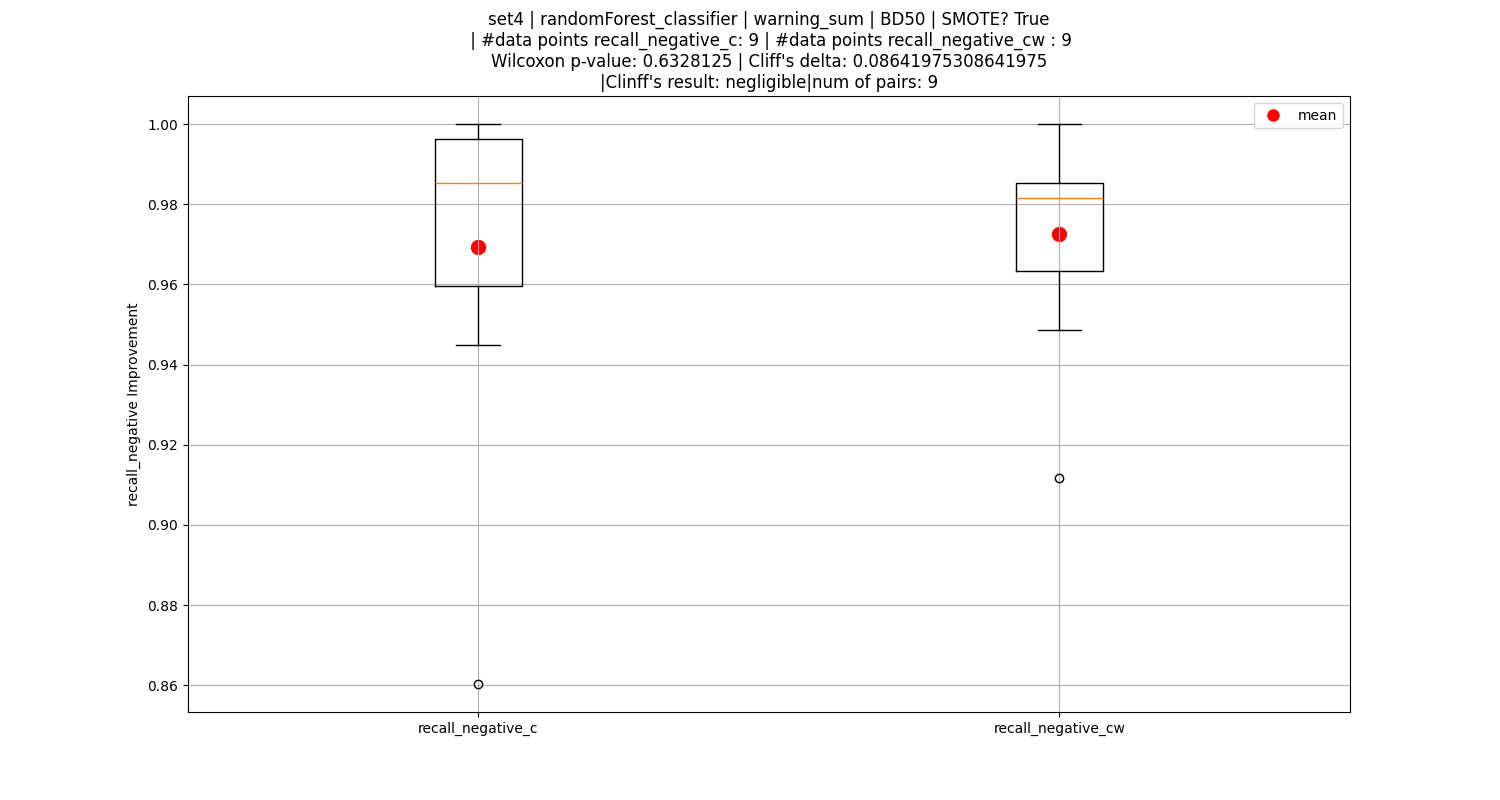 set4 | randomForest_classifier | warning_sum | BD50 | SMOTE? True
| #data points recall_negative_c: 9 | #data points recall_negative_cw : 9
Wilcoxon p-value: 0.6328125 | Cliff's delta: 0.08641975308641975
|Clinff's result: negligible|num of pairs: 9
mean
1.00
0.98
0.96
0.94
0.92
0.90
0.88
0.86
recall_negative Improvement
recall_negative_c
recall_negative_cw